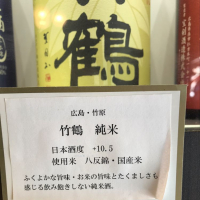 鶴
広島・竹原
竹鶴 純米
日本酒度 +10.5
使用米 八反錦・国産米
ふくよかな旨味・お米の旨味とたくましさも
感じる飲み飽きしない純米酒。